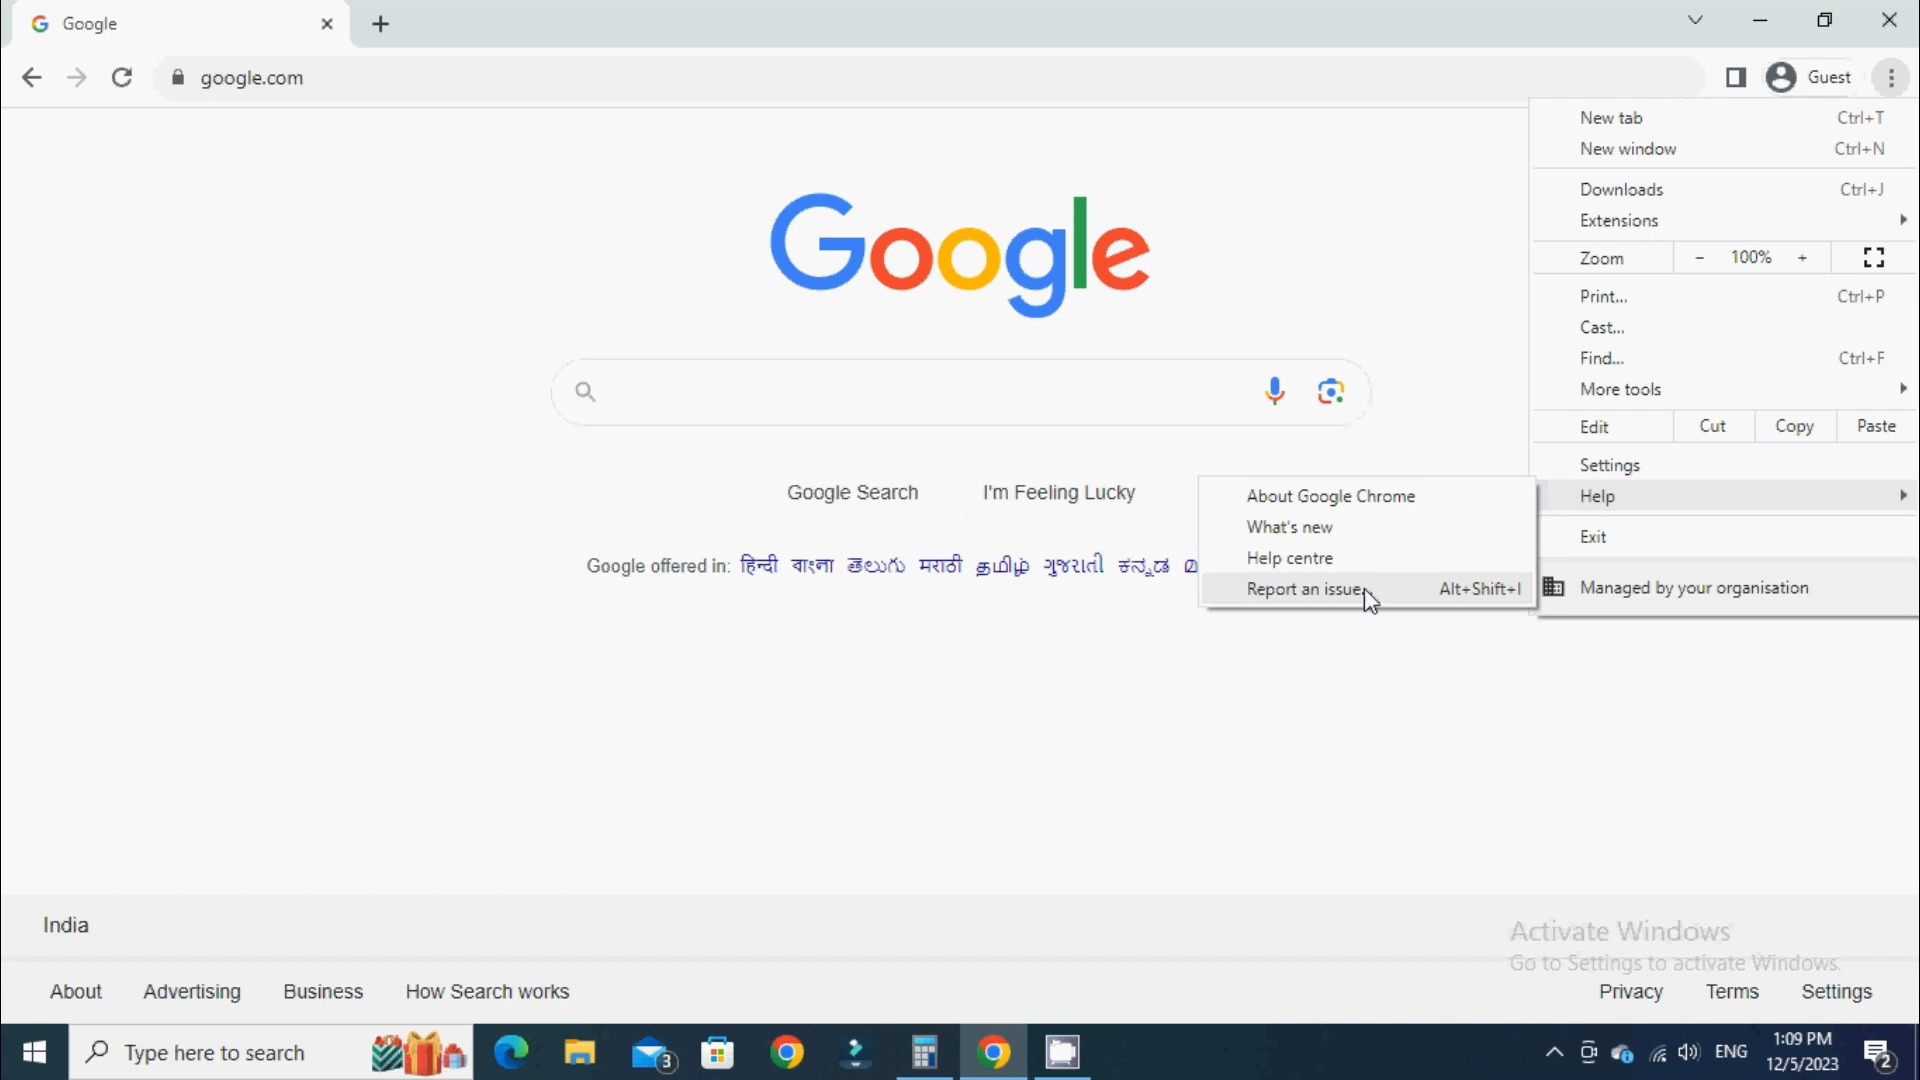 Google
google.com
Guest
New tab Ctrl+T
New window Ctrl+N
Downloads Ctrl+J
Extensions
Zoom - 100% +
Print... Ctrl+P
Cast...
Find... Ctrl+F
More tools
Edit Cut Copy Paste
Settings
Help
Exit
Managed by your organisation
About Google Chrome
What's new
Help centre
Report an issue... Alt+Shift+I
Google
Google Search I'm Feeling Lucky
Google offered in: हिन्दी বাংলা తెలుగు मराठी தமிழ் ગુજરાતી ಕನ್ನಡ
India
Activate Windows
Go to Settings to activate Windows.
About Advertising Business How Search works
Privacy Terms Settings
Type here to search
3
ENG
1:09 PM
12/5/2023
2